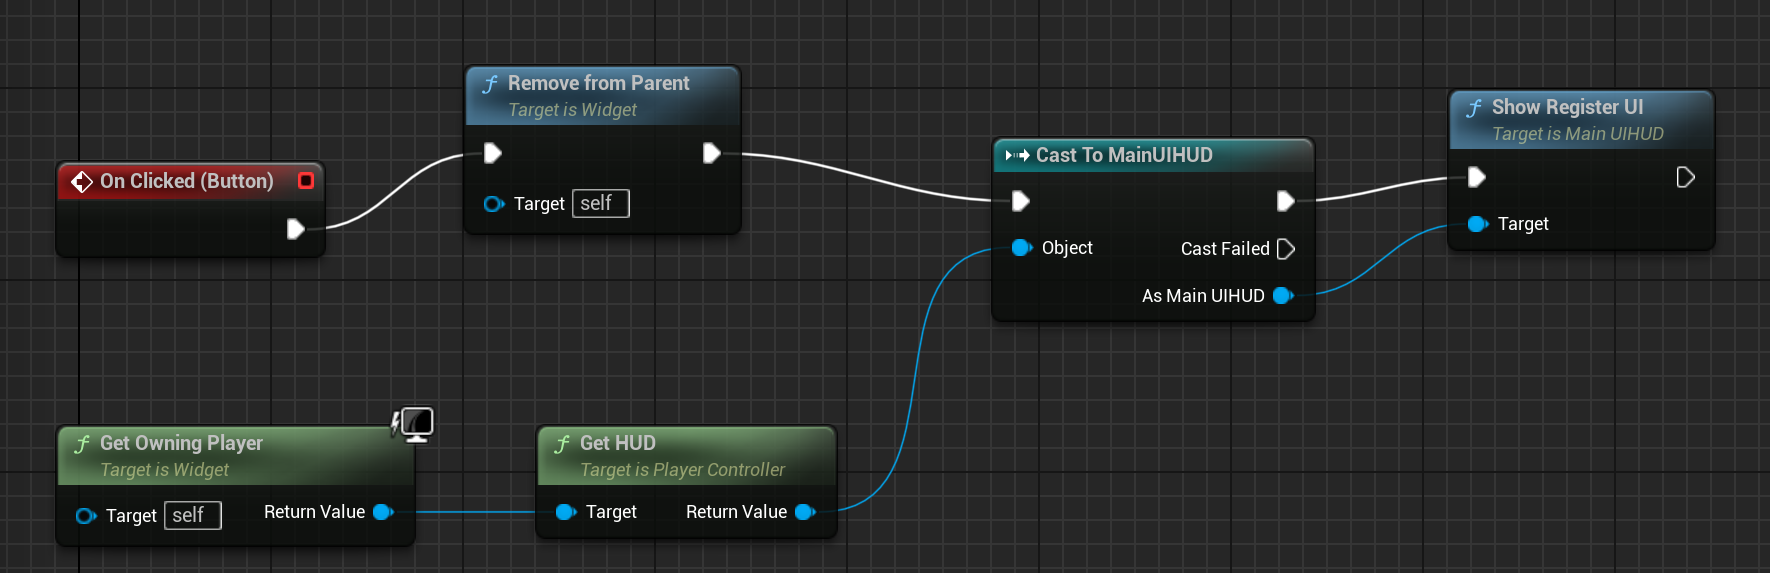 On Clicked (Button)
Remove from Parent
Target is Widget
Target self
Cast To MainUIHUD
Object
Cast Failed
As Main UIHUD
Show Register UI
Target is Main UIHUD
Target
Get Owning Player
Target is Widget
Target self Return Value
Get HUD
Target is Player Controller
Target Return Value